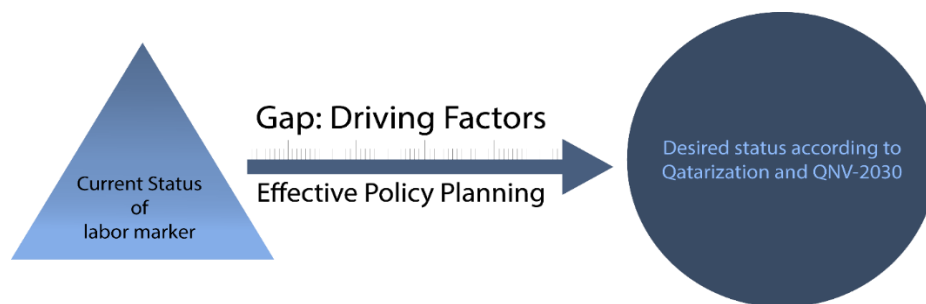 Current Status
of
labor marker
Gap: Driving Factors
Effective Policy Planning
Desired status according to
Qatarization and QNV-2030